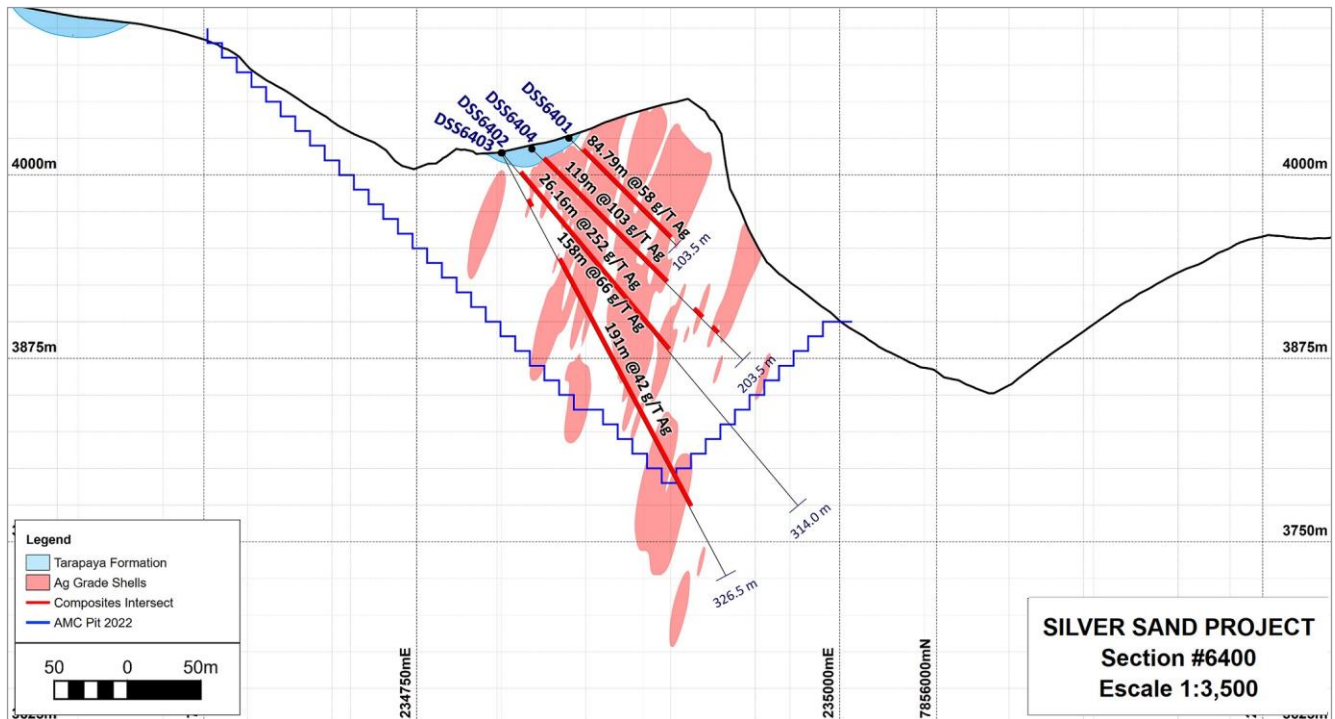 DSS6401
DSS6404
DSS6402
DSS6403
4000m
4000m
84.79m @58 g/T Ag
119m @103 g/T Ag
26.16m @252 g/T Ag
158m @66 g/T Ag
191m @42 g/T Ag
103.5 m
203.5 m
314.0 m
326.5 m
3875m
3875m
3750m
Legend
Tarapaya Formation
Ag Grade Shells
Composites Intersect
AMC Pit 2022
50 0 50m
234750mE
235000mE
7856000mN
SILVER SAND PROJECT
Section #6400
Escale 1:3,500